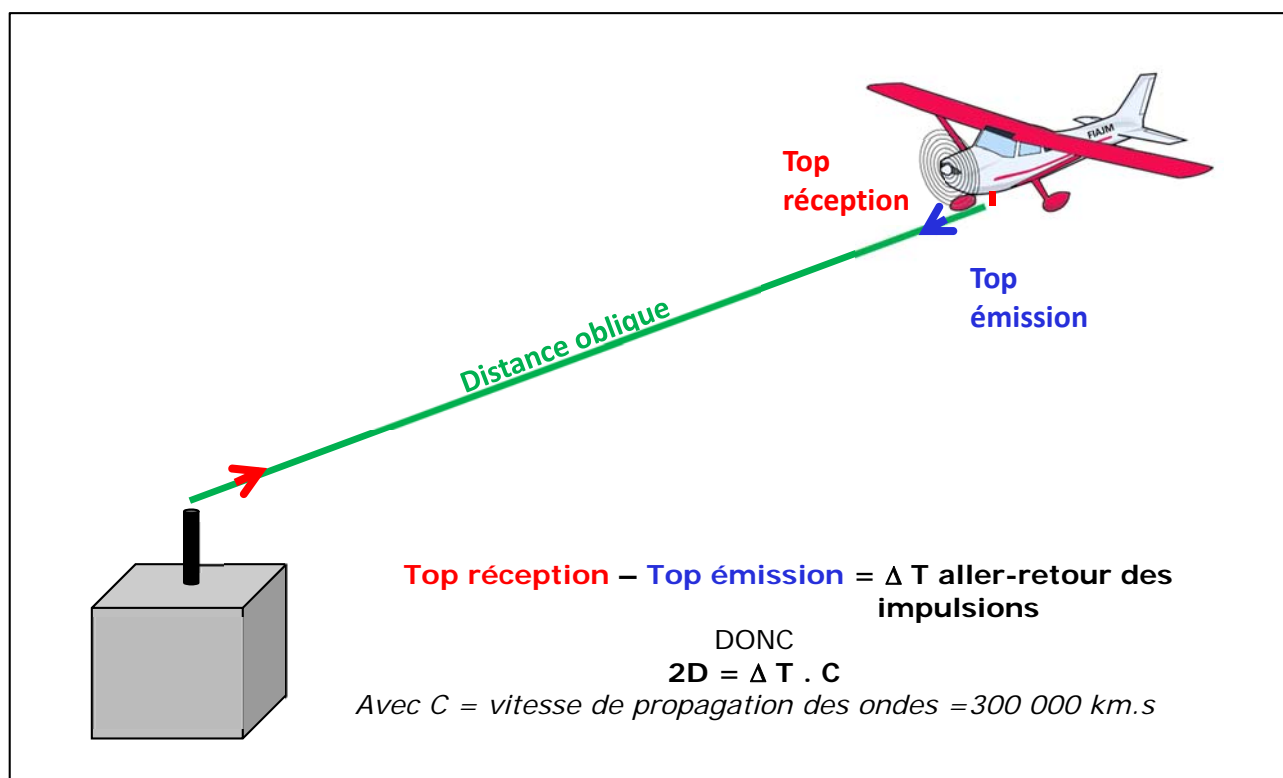 FIAJM
Top
réception
Top
émission
Distance oblique
Top réception – Top émission = Δ T aller-retour des
impulsions
DONC
2D = Δ T . C
Avec C = vitesse de propagation des ondes =300 000 km.s